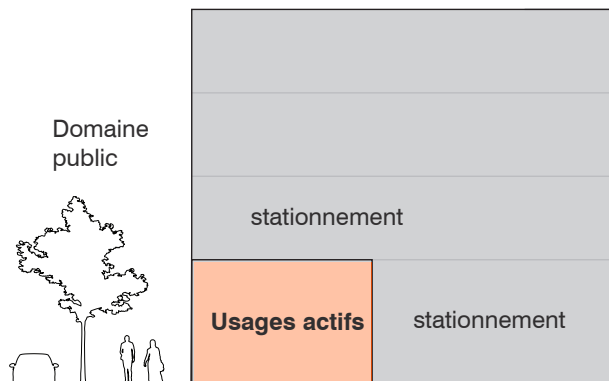 Domaine
public
stationnement
Usages actifs
stationnement